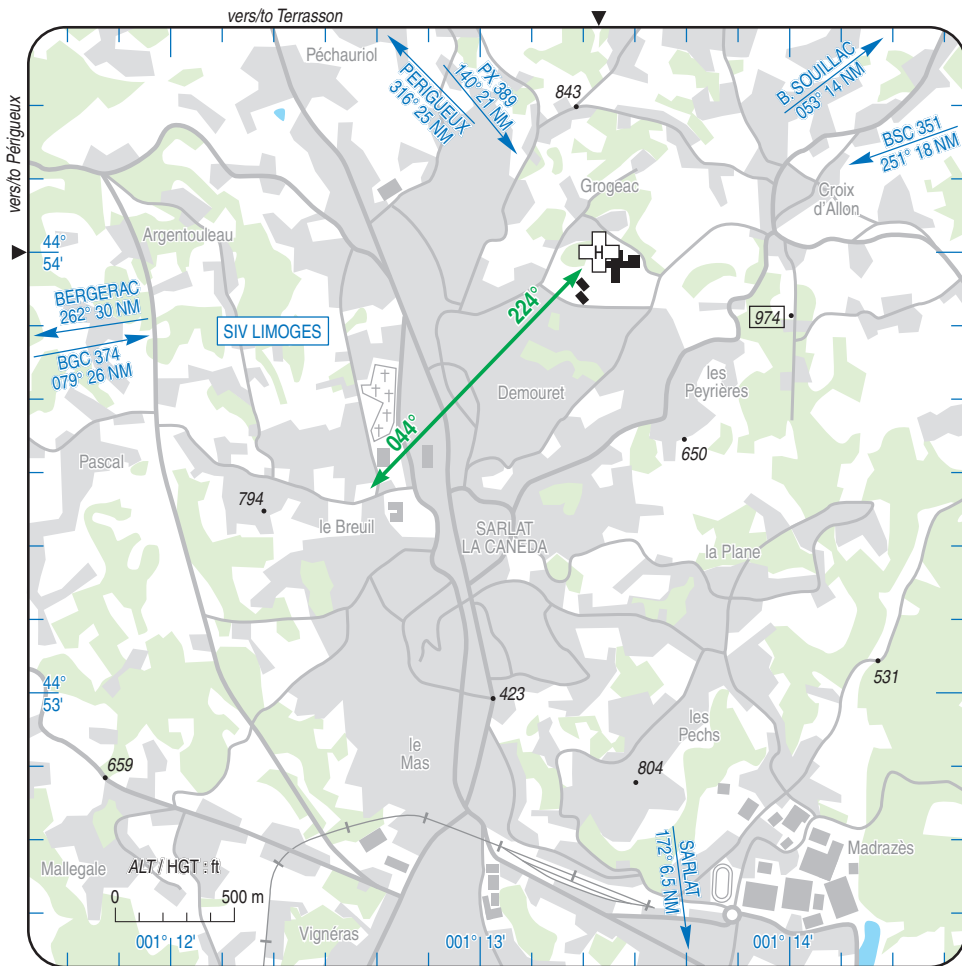 vers/to Terrasson
Péchauriol
PX 389
140° 21 NM
PERIGUEUX
316° 25 NM
843
B. SOUILLAC
053° 14 NM
BSC 351
251° 18 NM
vers/to Périgueux
Grogeac
Croix
d'Allon
Argentouleau
44°
54'
H
BERGERAC
262° 30 NM
BGC 374
079° 26 NM
SIV LIMOGES
224°
974
les
Peyrières
Demouret
044°
650
Pascal
794
le Breuil
SARLAT
LA CANEDA
la Plane
531
44°
53'
423
les
Pechs
le
Mas
659
804
SARLAT
172° 6.5 NM
Madrazès
Mallegale
ALT / HGT : ft
0 500 m
Vignéras
001° 12' 001° 13' 001° 14'